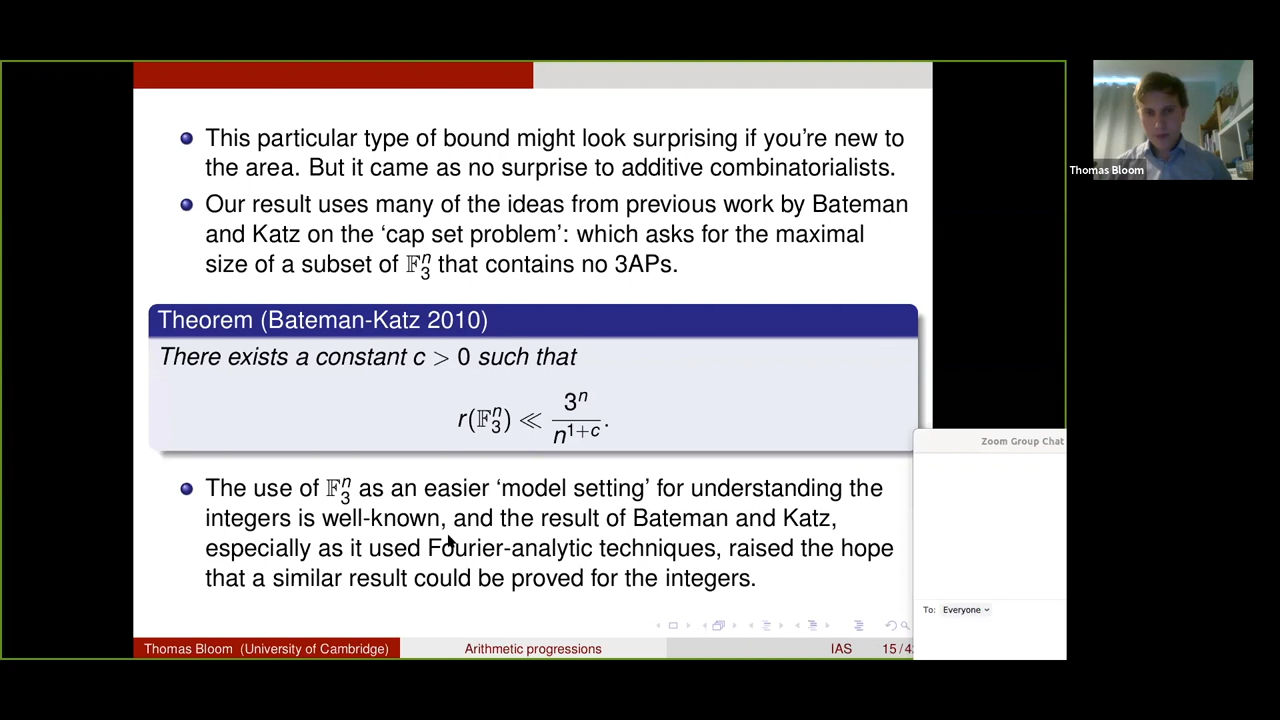 This particular type of bound might look surprising if you're new to
the area. But it came as no surprise to additive combinatorialists.
Our result uses many of the ideas from previous work by Bateman
and Katz on the ‘cap set problem’: which asks for the maximal
size of a subset of 𝔽₃ⁿ that contains no 3APs.
Theorem (Bateman-Katz 2010)
There exists a constant c > 0 such that
r(𝔽₃ⁿ) ≪ 3ⁿ / n¹⁺ᶜ.
The use of 𝔽₃ⁿ as an easier ‘model setting’ for understanding the
integers is well-known, and the result of Bateman and Katz,
especially as it used Fourier-analytic techniques, raised the hope
that a similar result could be proved for the integers.
Thomas Bloom (University of Cambridge)
Arithmetic progressions
IAS
15 / 4
Thomas Bloom
Zoom Group Chat
To: Everyone